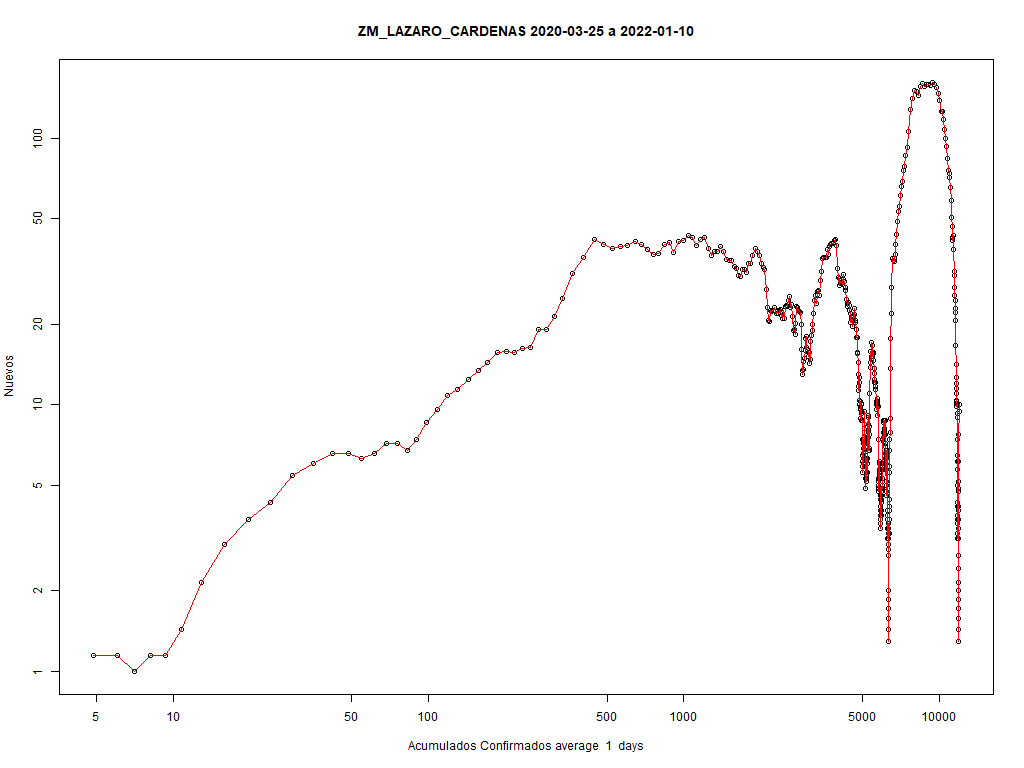 ZM_LAZARO_CARDENAS 2020-03-25 a 2022-01-10
Nuevos
100
50
20
10
5
2
1
5 10 50 100 500 1000 5000 10000
Acumulados Confirmados average 1 days